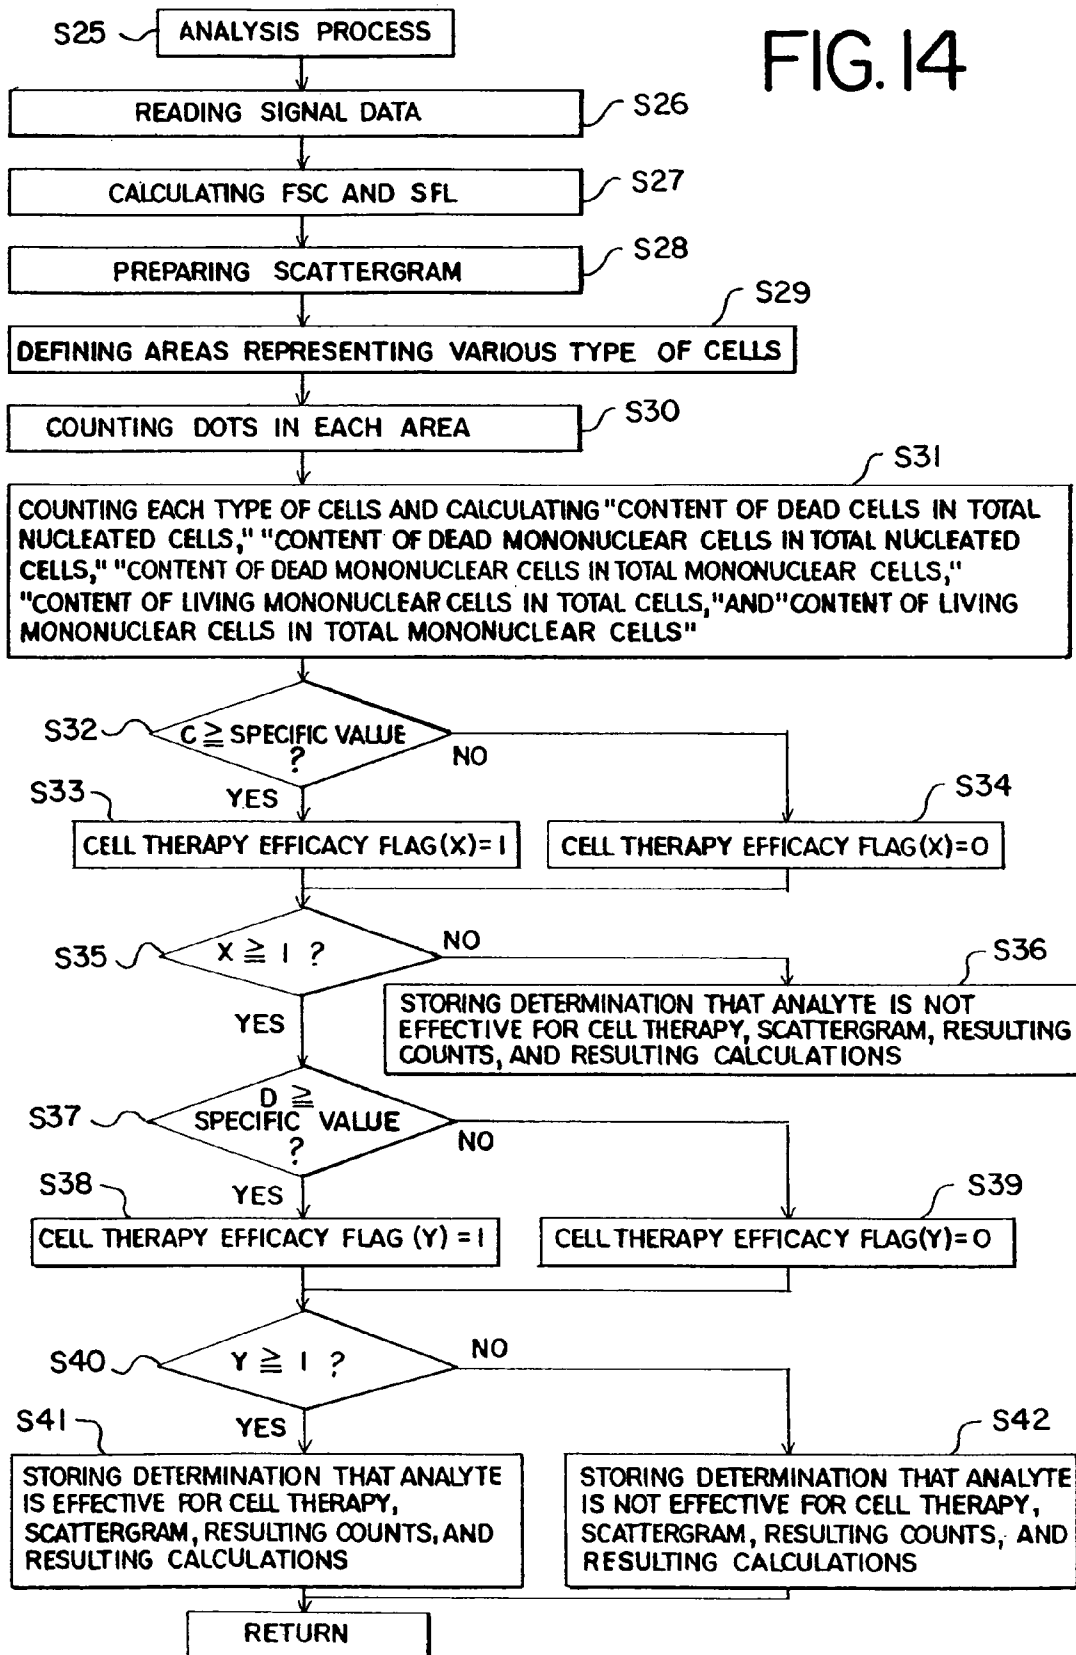 FIG. 14
S25
ANALYSIS PROCESS
READING SIGNAL DATA
S26
CALCULATING FSC AND SFL
S27
PREPARING SCATTERGRAM
S28
S29
DEFINING AREAS REPRESENTING VARIOUS TYPE OF CELLS
COUNTING DOTS IN EACH AREA
S30
S31
COUNTING EACH TYPE OF CELLS AND CALCULATING "CONTENT OF DEAD CELLS IN TOTAL
NUCLEATED CELLS," "CONTENT OF DEAD MONONUCLEAR CELLS IN TOTAL NUCLEATED
CELLS," "CONTENT OF DEAD MONONUCLEAR CELLS IN TOTAL MONONUCLEAR CELLS,"
"CONTENT OF LIVING MONONUCLEAR CELLS IN TOTAL CELLS," AND "CONTENT OF LIVING
MONONUCLEAR CELLS IN TOTAL MONONUCLEAR CELLS"
S32
C ≧ SPECIFIC VALUE
?
NO
YES
S33
CELL THERAPY EFFICACY FLAG(X)=1
S34
CELL THERAPY EFFICACY FLAG(X)=0
S35
X ≧ 1 ?
NO
YES
S36
STORING DETERMINATION THAT ANALYTE IS NOT
EFFECTIVE FOR CELL THERAPY, SCATTERGRAM, RESULTING
COUNTS, AND RESULTING CALCULATIONS
S37
D ≧
SPECIFIC VALUE
?
NO
YES
S38
CELL THERAPY EFFICACY FLAG (Y) = 1
S39
CELL THERAPY EFFICACY FLAG(Y)=0
S40
Y ≧ 1 ?
NO
YES
S41
STORING DETERMINATION THAT ANALYTE
IS EFFECTIVE FOR CELL THERAPY,
SCATTERGRAM, RESULTING COUNTS, AND
RESULTING CALCULATIONS
S42
STORING DETERMINATION THAT ANALYTE
IS NOT EFFECTIVE FOR CELL THERAPY,
SCATTERGRAM, RESULTING COUNTS, AND
RESULTING CALCULATIONS
RETURN